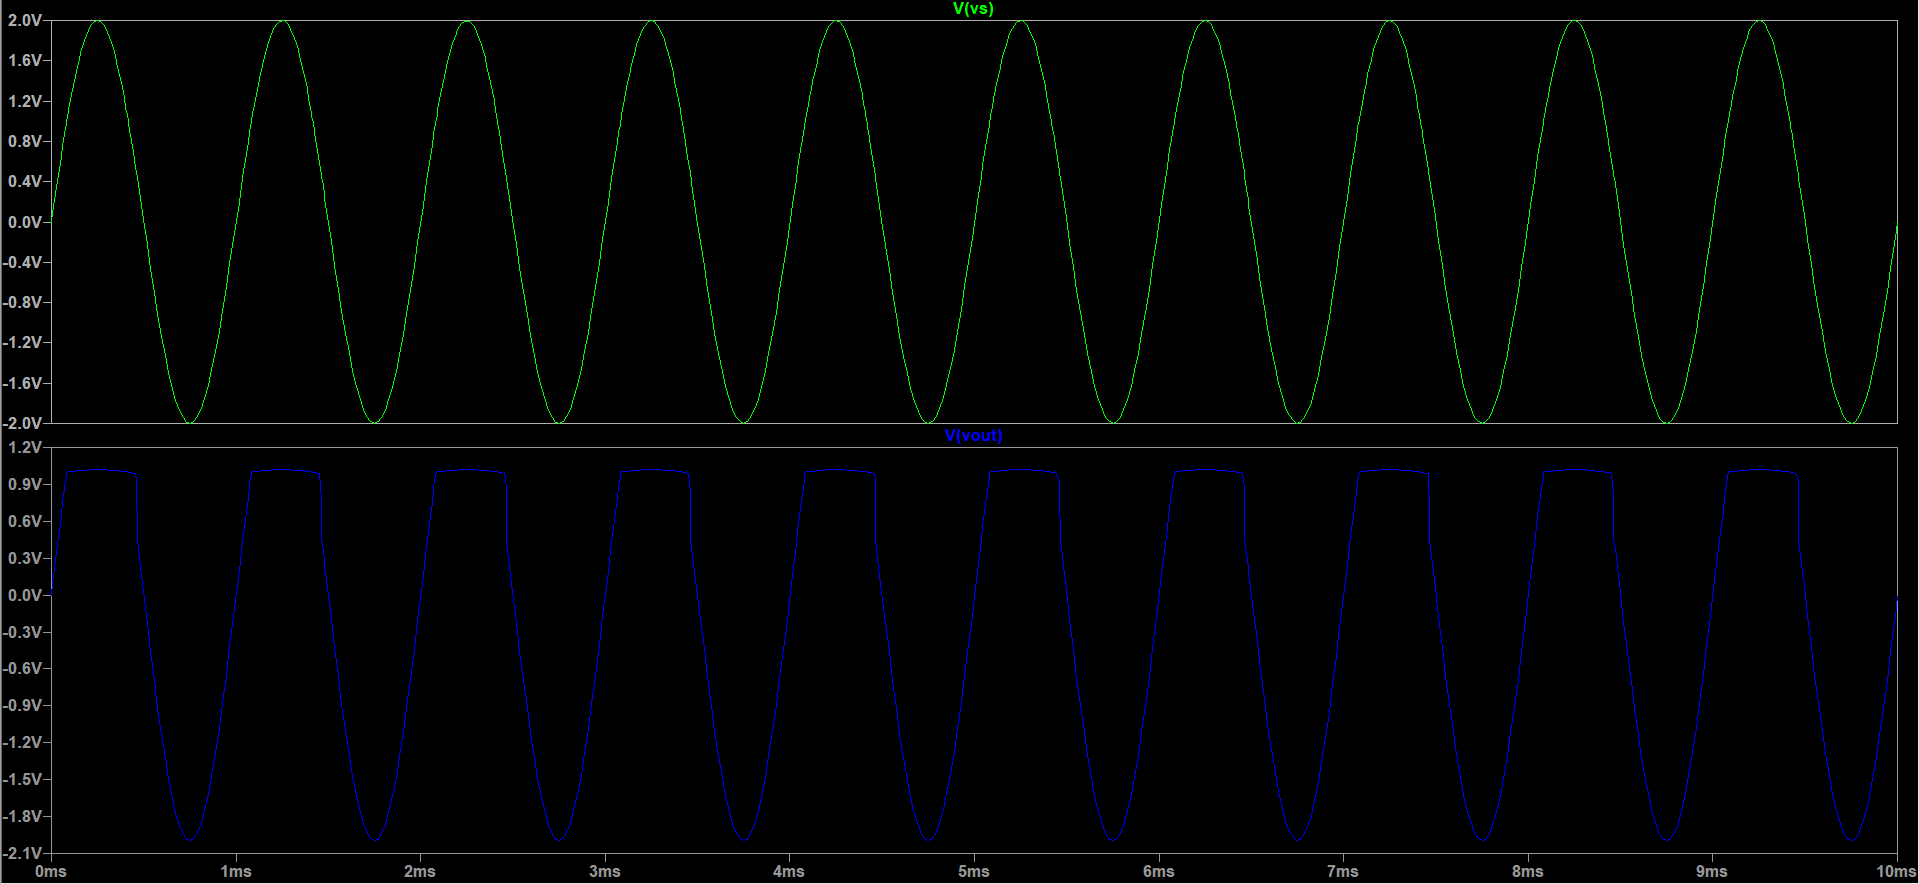 V(vs)
2.0V
1.6V
1.2V
0.8V
0.4V
0.0V
-0.4V
-0.8V
-1.2V
-1.6V
-2.0V
V(vout)
1.2V
0.9V
0.6V
0.3V
0.0V
-0.3V
-0.6V
-0.9V
-1.2V
-1.5V
-1.8V
-2.1V
0ms 1ms 2ms 3ms 4ms 5ms 6ms 7ms 8ms 9ms 10ms